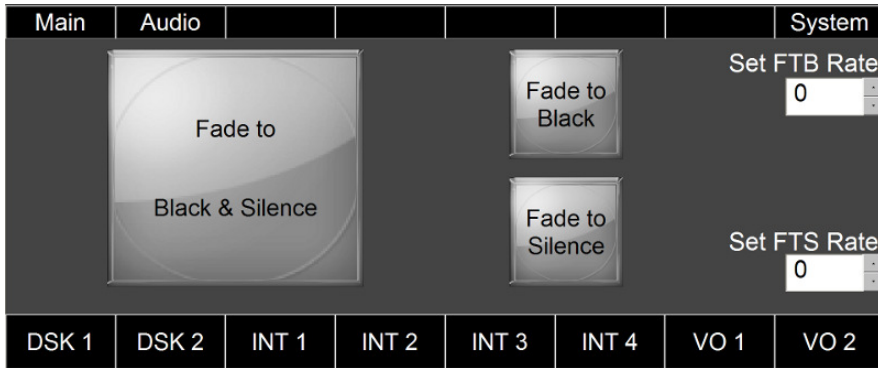 Main Audio System
Set FTB Rate
0
Fade to
Black & Silence
Fade to
Black
Fade to
Silence
Set FTS Rate
0
DSK 1 DSK 2 INT 1 INT 2 INT 3 INT 4 VO 1 VO 2